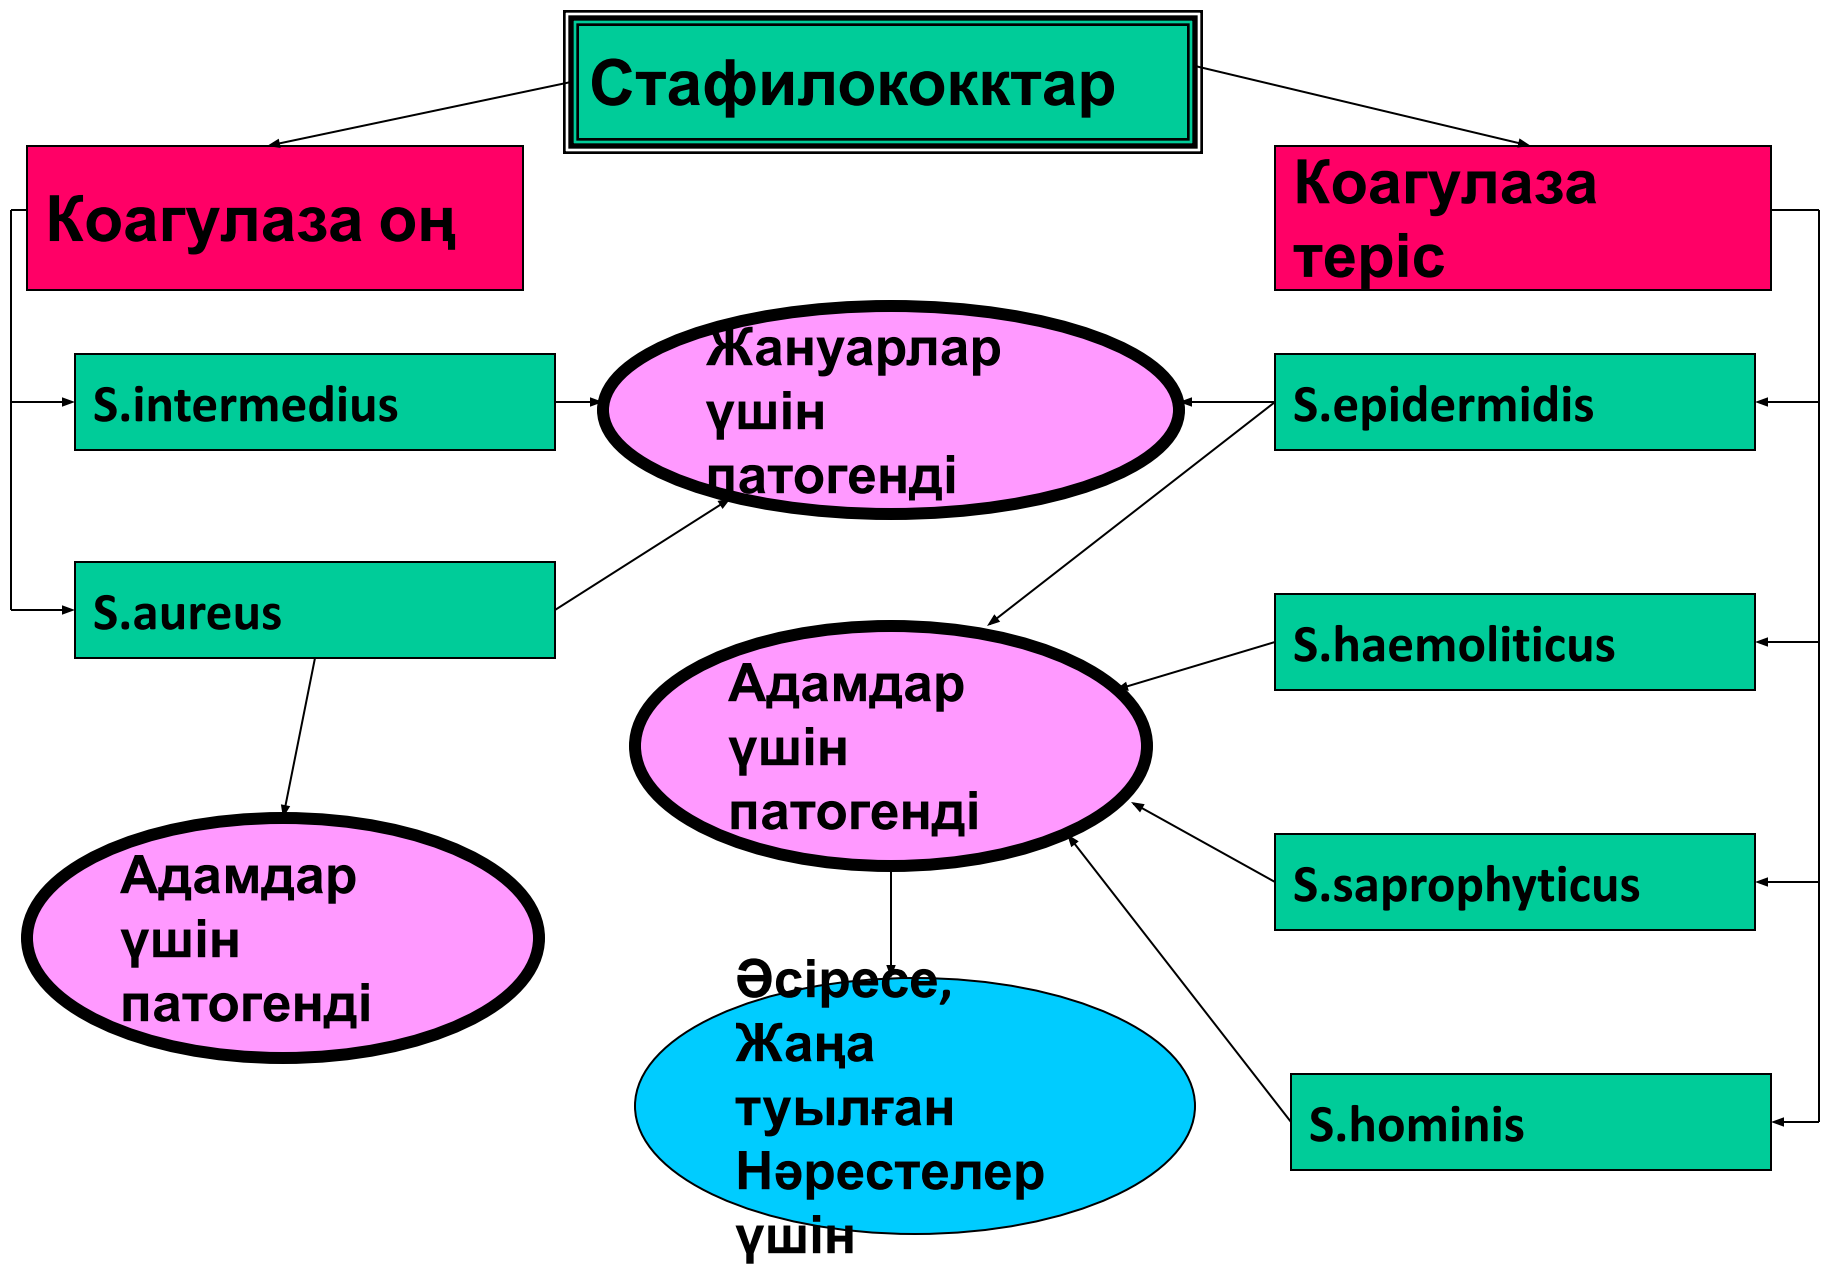 Стафилококктар
Коагулаза оң
Коагулаза
теріс
S.intermedius
Жануарлар
үшін
патогенді
S.epidermidis
S.aureus
Адамдар
үшін
патогенді
S.haemoliticus
Адамдар
үшін
патогенді
S.saprophyticus
Әсіресе,
Жаңа
туылған
Нәрестелер
үшін
S.hominis